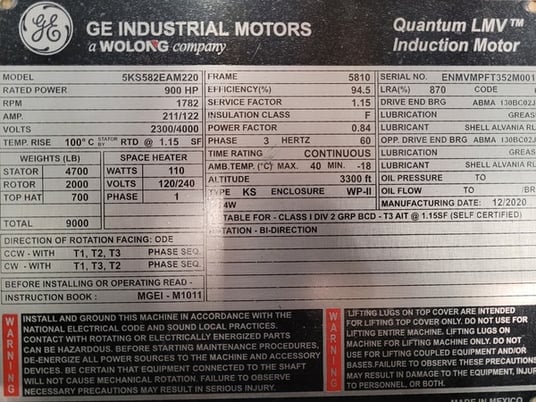 GE INDUSTRIAL MOTORS
a WOLONG company
Quantum LMV™
Induction Motor
MODEL 5KS582EAM220
RATED POWER 900 HP
RPM 1782
AMP. 211/122
VOLTS 2300/4000
TEMP. RISE 100° C STATOR BY RTD @ 1.15 SF
WEIGHTS (LB) SPACE HEATER
STATOR 4700 WATTS 110
ROTOR 2000 VOLTS 120/240
TOP HAT 700 PHASE 1
TOTAL 9000
DIRECTION OF ROTATION FACING: ODE
CCW - WITH T1, T2, T3 PHASE SEQ.
CW - WITH T1, T3, T2 PHASE SEQ.
BEFORE INSTALLING OR OPERATING READ -
INSTRUCTION BOOK : MGEI - M1011
FRAME 5810
EFFICIENCY(%) 94.5
SERVICE FACTOR 1.15
INSULATION CLASS F
POWER FACTOR 0.84
PHASE 3 HERTZ 60
TIME RATING CONTINUOUS
AMB. TEMP. (°C) MAX. 40 MIN. -18
ALTITUDE 3300 ft
TYPE KS ENCLOSURE WP-II
4W
TABLE FOR - CLASS I DIV 2 GRP BCD - T3 AIT @ 1.15SF (SELF CERTIFIED)
TATION - BI-DIRECTION
SERIAL NO. ENMVMPFT352M001
LRA(%) 870 CODE
DRIVE END BRG ABMA 130BC02J
LUBRICATION GREAS
LUBRICANT SHELL ALVANIA RL
OPP. DRIVE END BRG ABMA 130BC02J
LUBRICATION GREAS
LUBRICANT SHELL ALVANIA RL
OIL PRESSURE TO
OIL FLOW TO /BR
MANUFACTURED 12/2020
WARNING
INSTALL AND GROUND THIS MACHINE IN ACCORDANCE WITH THE
NATIONAL ELECTRICAL CODE AND SOUND LOCAL PRACTICES.
CONTACT WITH ROTATING OR ELECTRICALLY ENERGIZED PARTS
CAN BE HAZARDOUS. BEFORE STARTING MAINTENANCE PROCEDURES,
DE-ENERGIZE ALL POWER SOURCES TO THE MACHINE AND ACCESSORY
DEVICES. BE CERTAIN THAT EQUIPMENT CONNECTED TO THE SHAFT
WILL NOT CAUSE MECHANICAL ROTATION. FAILURE TO OBSERVE
NECESSARY PRECAUTIONS MAY RESULT IN SERIOUS INJURY.
WARNING
LIFTING LUGS ON TOP COVER ARE INTENDED
FOR LIFTING TOP COVER ONLY. DO NOT USE FOR
LIFTING ENTIRE MACHINE. LIFTING LUGS ON
MACHINE FOR LIFTING MACHINE ONLY. DO NOT
USE FOR LIFTING COUPLED EQUIPMENT AND/OR
BASES.FAILURE TO OBSERVE THESE PRECAUTIONS
MAY RESULT IN DAMAGE TO THE EQUIPMENT, INJU
TO PERSONNEL, OR BOTH.
MADE IN MEXICO